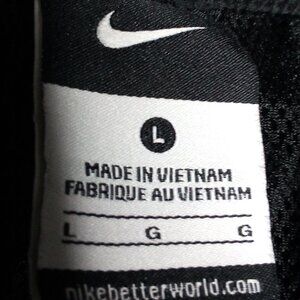 L
MADE IN VIETNAM
FABRIQUE AU VIETNAM
L G G
nikebetterworld.com